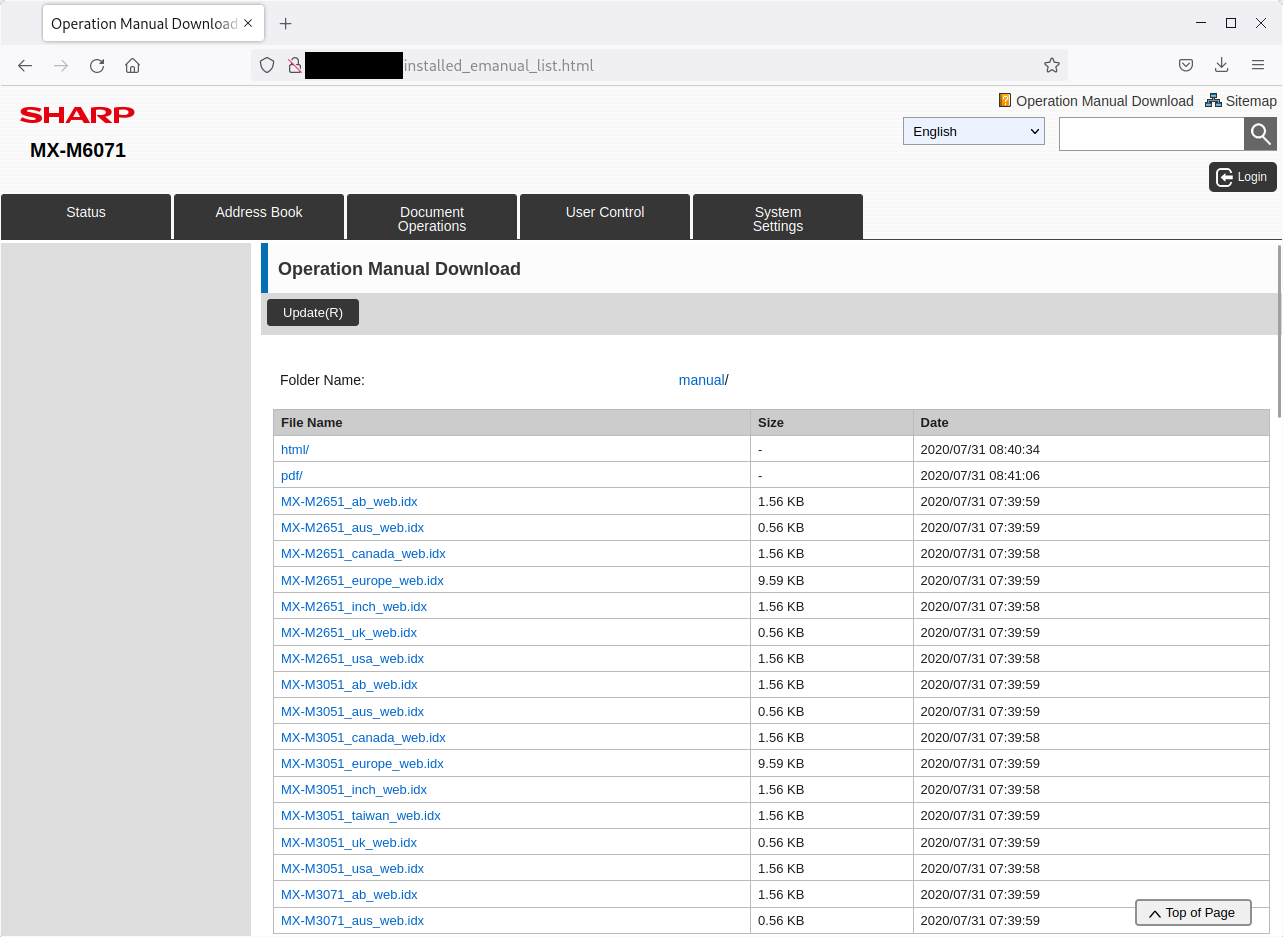 Operation Manual Download
installed_emanual_list.html
Operation Manual Download Sitemap
SHARP
English
MX-M6071
Login
Status Address Book Document Operations User Control System Settings
Operation Manual Download
Update(R)
Folder Name: manual/
File Name Size Date
html/ - 2020/07/31 08:40:34
pdf/ - 2020/07/31 08:41:06
MX-M2651_ab_web.idx 1.56 KB 2020/07/31 07:39:59
MX-M2651_aus_web.idx 0.56 KB 2020/07/31 07:39:59
MX-M2651_canada_web.idx 1.56 KB 2020/07/31 07:39:58
MX-M2651_europe_web.idx 9.59 KB 2020/07/31 07:39:59
MX-M2651_inch_web.idx 1.56 KB 2020/07/31 07:39:58
MX-M2651_uk_web.idx 0.56 KB 2020/07/31 07:39:59
MX-M2651_usa_web.idx 1.56 KB 2020/07/31 07:39:58
MX-M3051_ab_web.idx 1.56 KB 2020/07/31 07:39:59
MX-M3051_aus_web.idx 0.56 KB 2020/07/31 07:39:59
MX-M3051_canada_web.idx 1.56 KB 2020/07/31 07:39:58
MX-M3051_europe_web.idx 9.59 KB 2020/07/31 07:39:59
MX-M3051_inch_web.idx 1.56 KB 2020/07/31 07:39:58
MX-M3051_taiwan_web.idx 1.56 KB 2020/07/31 07:39:59
MX-M3051_uk_web.idx 0.56 KB 2020/07/31 07:39:59
MX-M3051_usa_web.idx 1.56 KB 2020/07/31 07:39:58
MX-M3071_ab_web.idx 1.56 KB 2020/07/31 07:39:59
MX-M3071_aus_web.idx 0.56 KB 2020/07/31 07:39:59
Top of Page